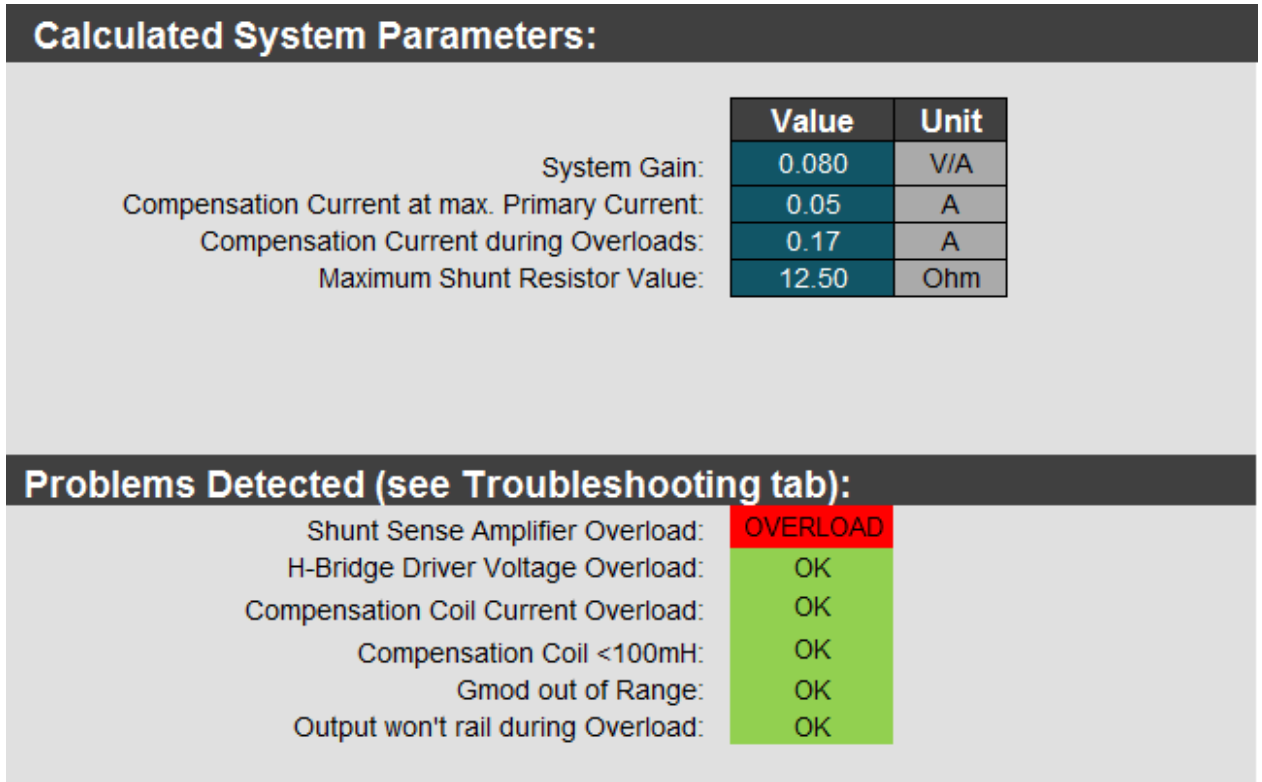 Calculated System Parameters:
Value Unit
System Gain: 0.080 V/A
Compensation Current at max. Primary Current: 0.05 A
Compensation Current during Overloads: 0.17 A
Maximum Shunt Resistor Value: 12.50 Ohm
Problems Detected (see Troubleshooting tab):
Shunt Sense Amplifier Overload: OVERLOAD
H-Bridge Driver Voltage Overload: OK
Compensation Coil Current Overload: OK
Compensation Coil <100mH: OK
Gmod out of Range: OK
Output won't rail during Overload: OK